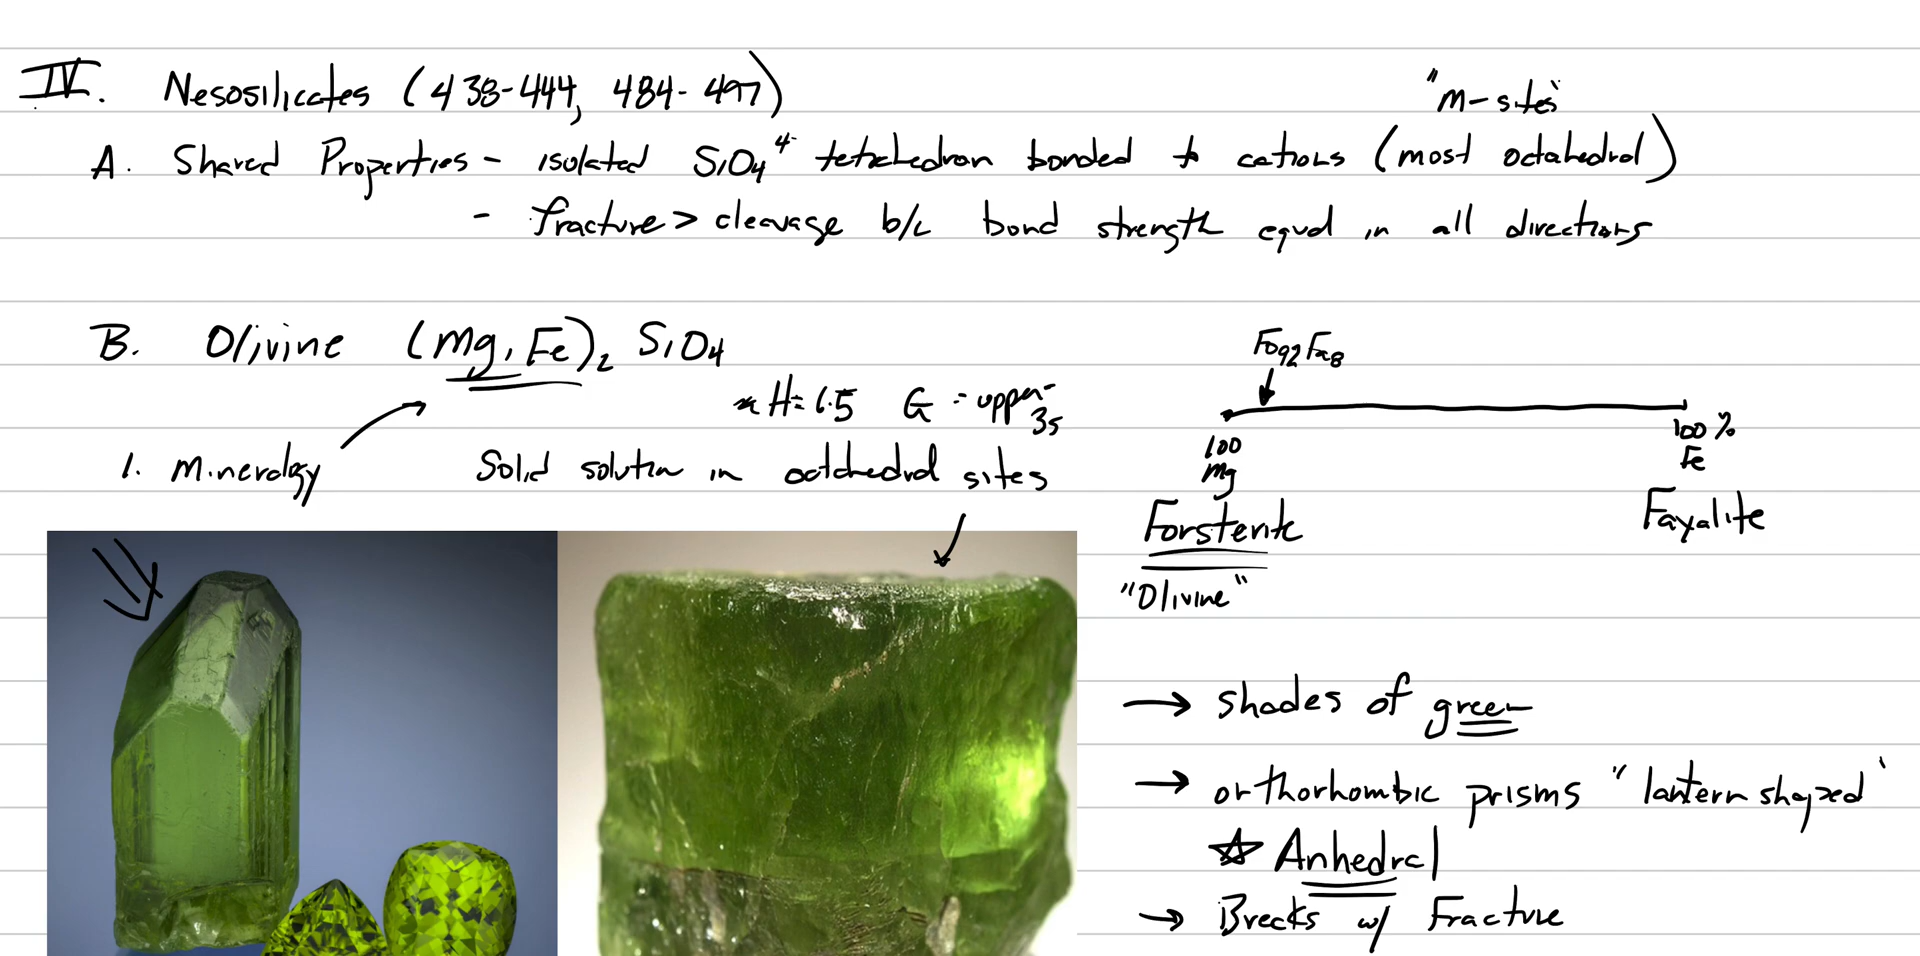 IV. Nesosilicates (438-444, 484-497)
"m-sites"
A. Shared Properties - isolated SiO4 4- tetrahedron bonded to cations (most octahedral)
- fracture > cleavage b/c bond strength equal in all directions
B. Olivine (Mg, Fe)2 SiO4
Fo92 Fa8
H=6.5 G = upper 3s
100 Mg
100% Fe
1. Minerology
Solid solution in octahedral sites
Forsterite
Fayalite
"Olivine"
→ shades of green
→ orthorhombic prisms "lantern shaped"
☆ Anhedral
→ Breaks w/ Fracture